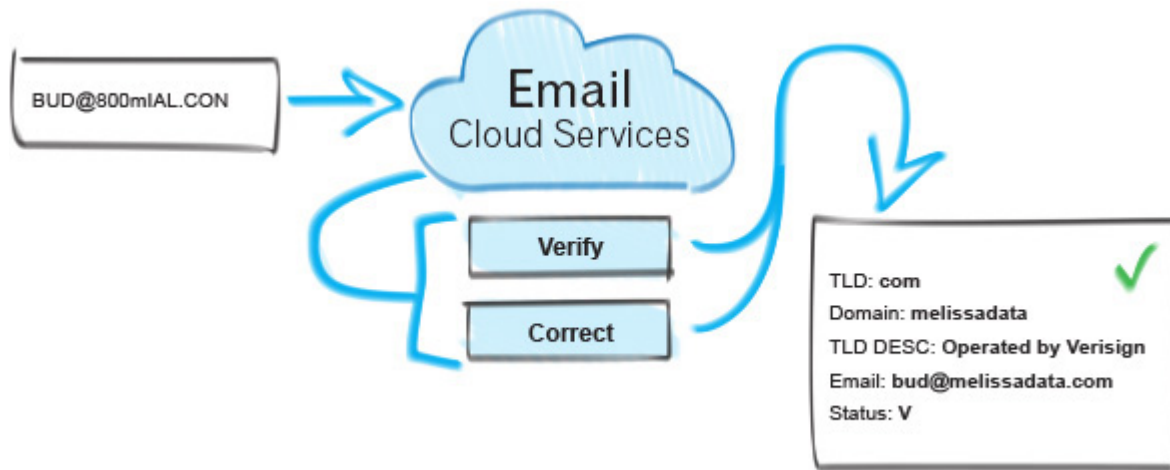 BUD@800mIAL.CON
Email
Cloud Services
Verify
Correct
TLD: com
Domain: melissadata
TLD DESC: Operated by Verisign
Email: bud@melissadata.com
Status: V